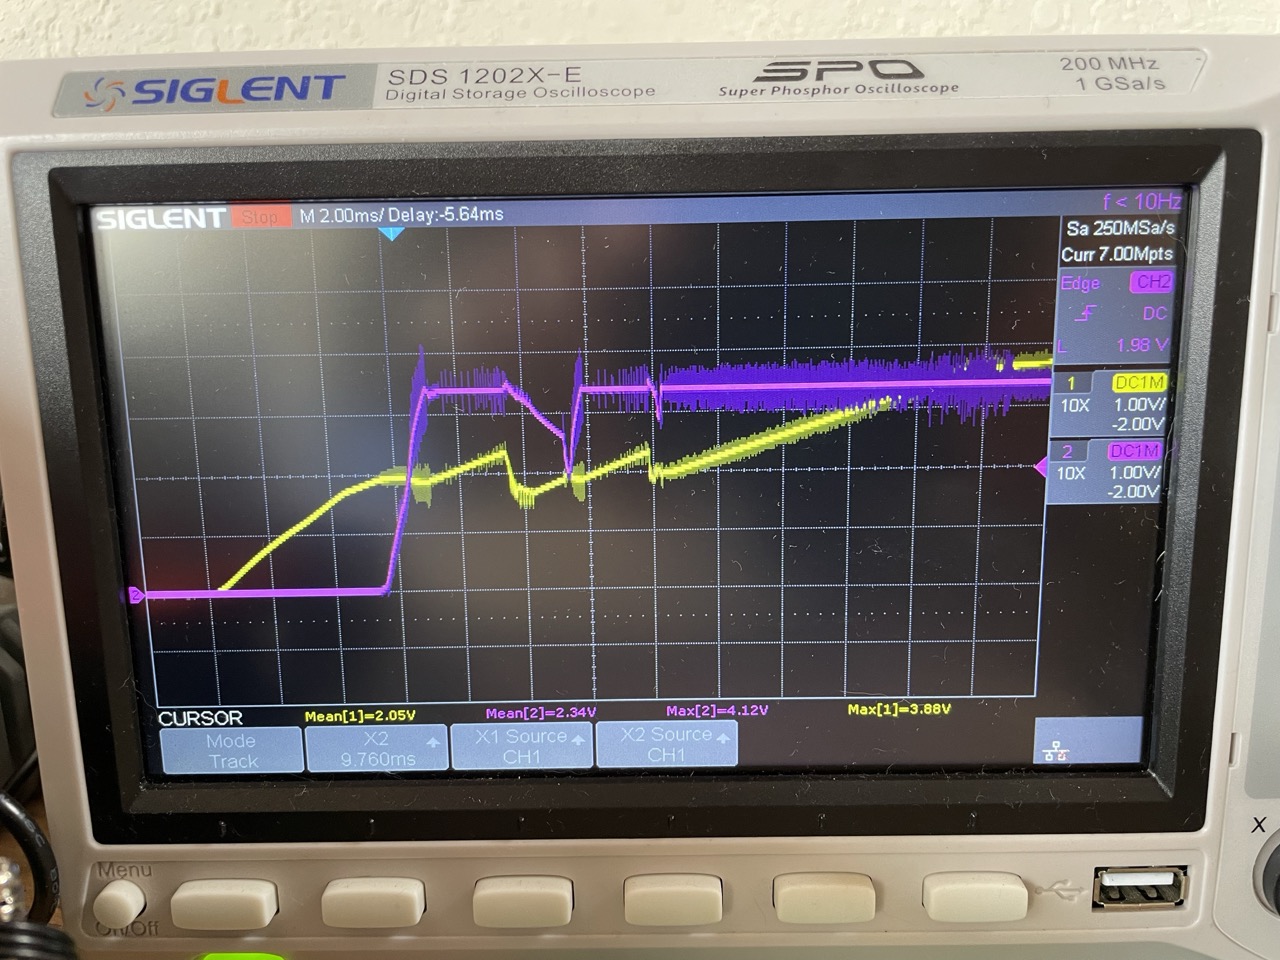 SIGLENT SDS 1202X-E
Digital Storage Oscilloscope
SPO
Super Phosphor Oscilloscope
200 MHz
1 GSa/s
SIGLENT Stop M 2.00ms/ Delay:-5.64ms
f < 10Hz
Sa 250MSa/s
Curr 7.00Mpts
Edge CH2
DC
L 1.98 V
1 DC1M
10X 1.00V/
-2.00V
2 DC1M
10X 1.00V/
-2.00V
2
CURSOR
Mean[1]=2.05V Mean[2]=2.34V Max[2]=4.12V Max[1]=3.88V
Mode
Track
X2
9.760ms
X1 Source
CH1
X2 Source
CH1
Menu
On/Off
X